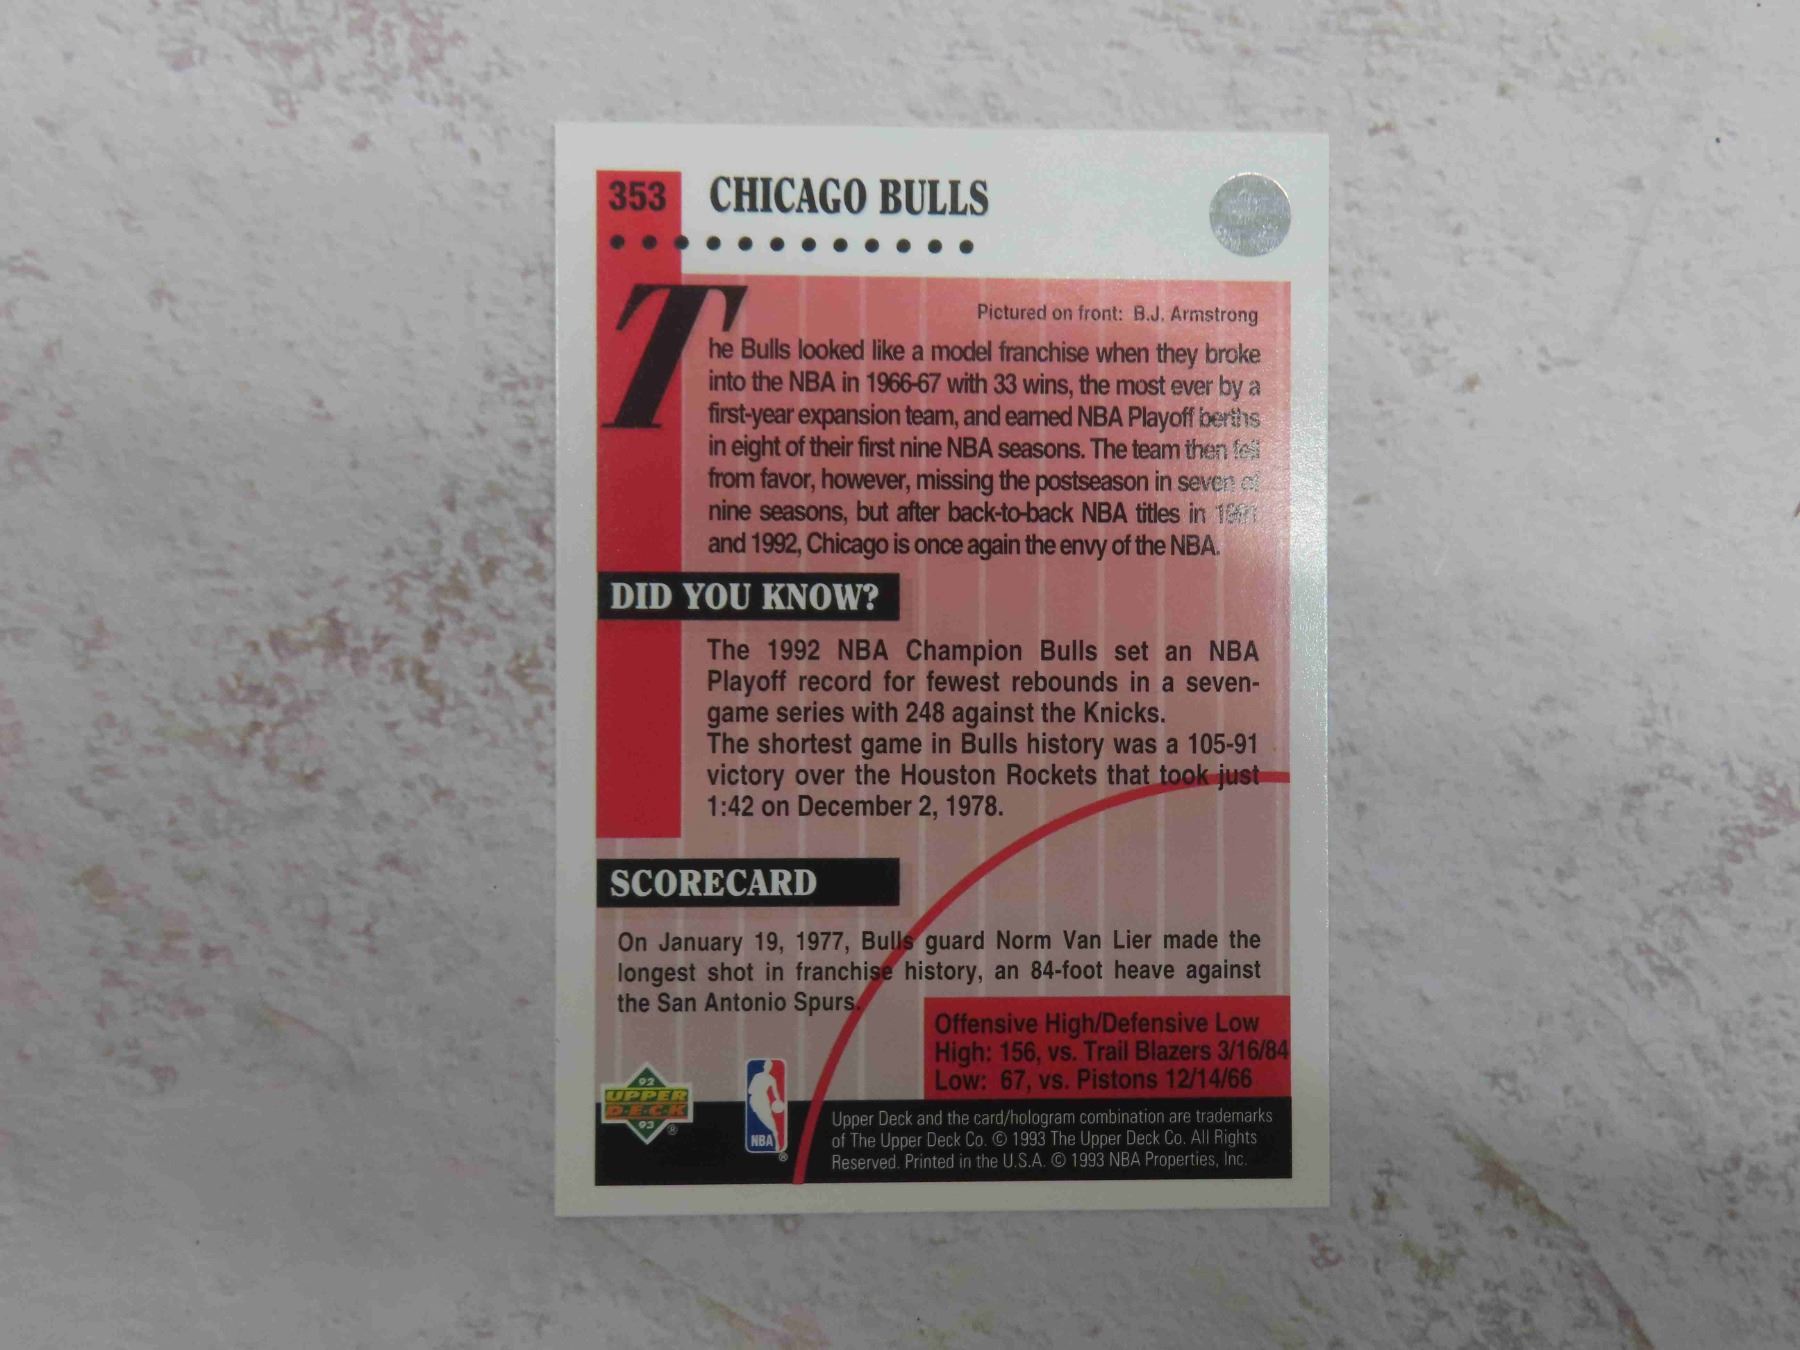 353 CHICAGO BULLS
Pictured on front: B.J. Armstrong
The Bulls looked like a model franchise when they broke
into the NBA in 1966-67 with 33 wins, the most ever by a
first-year expansion team, and earned NBA Playoff berths
in eight of their first nine NBA seasons. The team then fell
from favor, however, missing the postseason in seven of
nine seasons, but after back-to-back NBA titles in 1991
and 1992, Chicago is once again the envy of the NBA.
DID YOU KNOW?
The 1992 NBA Champion Bulls set an NBA
Playoff record for fewest rebounds in a seven-
game series with 248 against the Knicks.
The shortest game in Bulls history was a 105-91
victory over the Houston Rockets that took just
1:42 on December 2, 1978.
SCORECARD
On January 19, 1977, Bulls guard Norm Van Lier made the
longest shot in franchise history, an 84-foot heave against
the San Antonio Spurs.
Offensive High/Defensive Low
High: 156, vs. Trail Blazers 3/16/84
Low: 67, vs. Pistons 12/14/66
92
UPPER
DECK
93 ®
NBA ®
Upper Deck and the card/hologram combination are trademarks
of The Upper Deck Co. © 1993 The Upper Deck Co. All Rights
Reserved. Printed in the U.S.A. © 1993 NBA Properties, Inc.